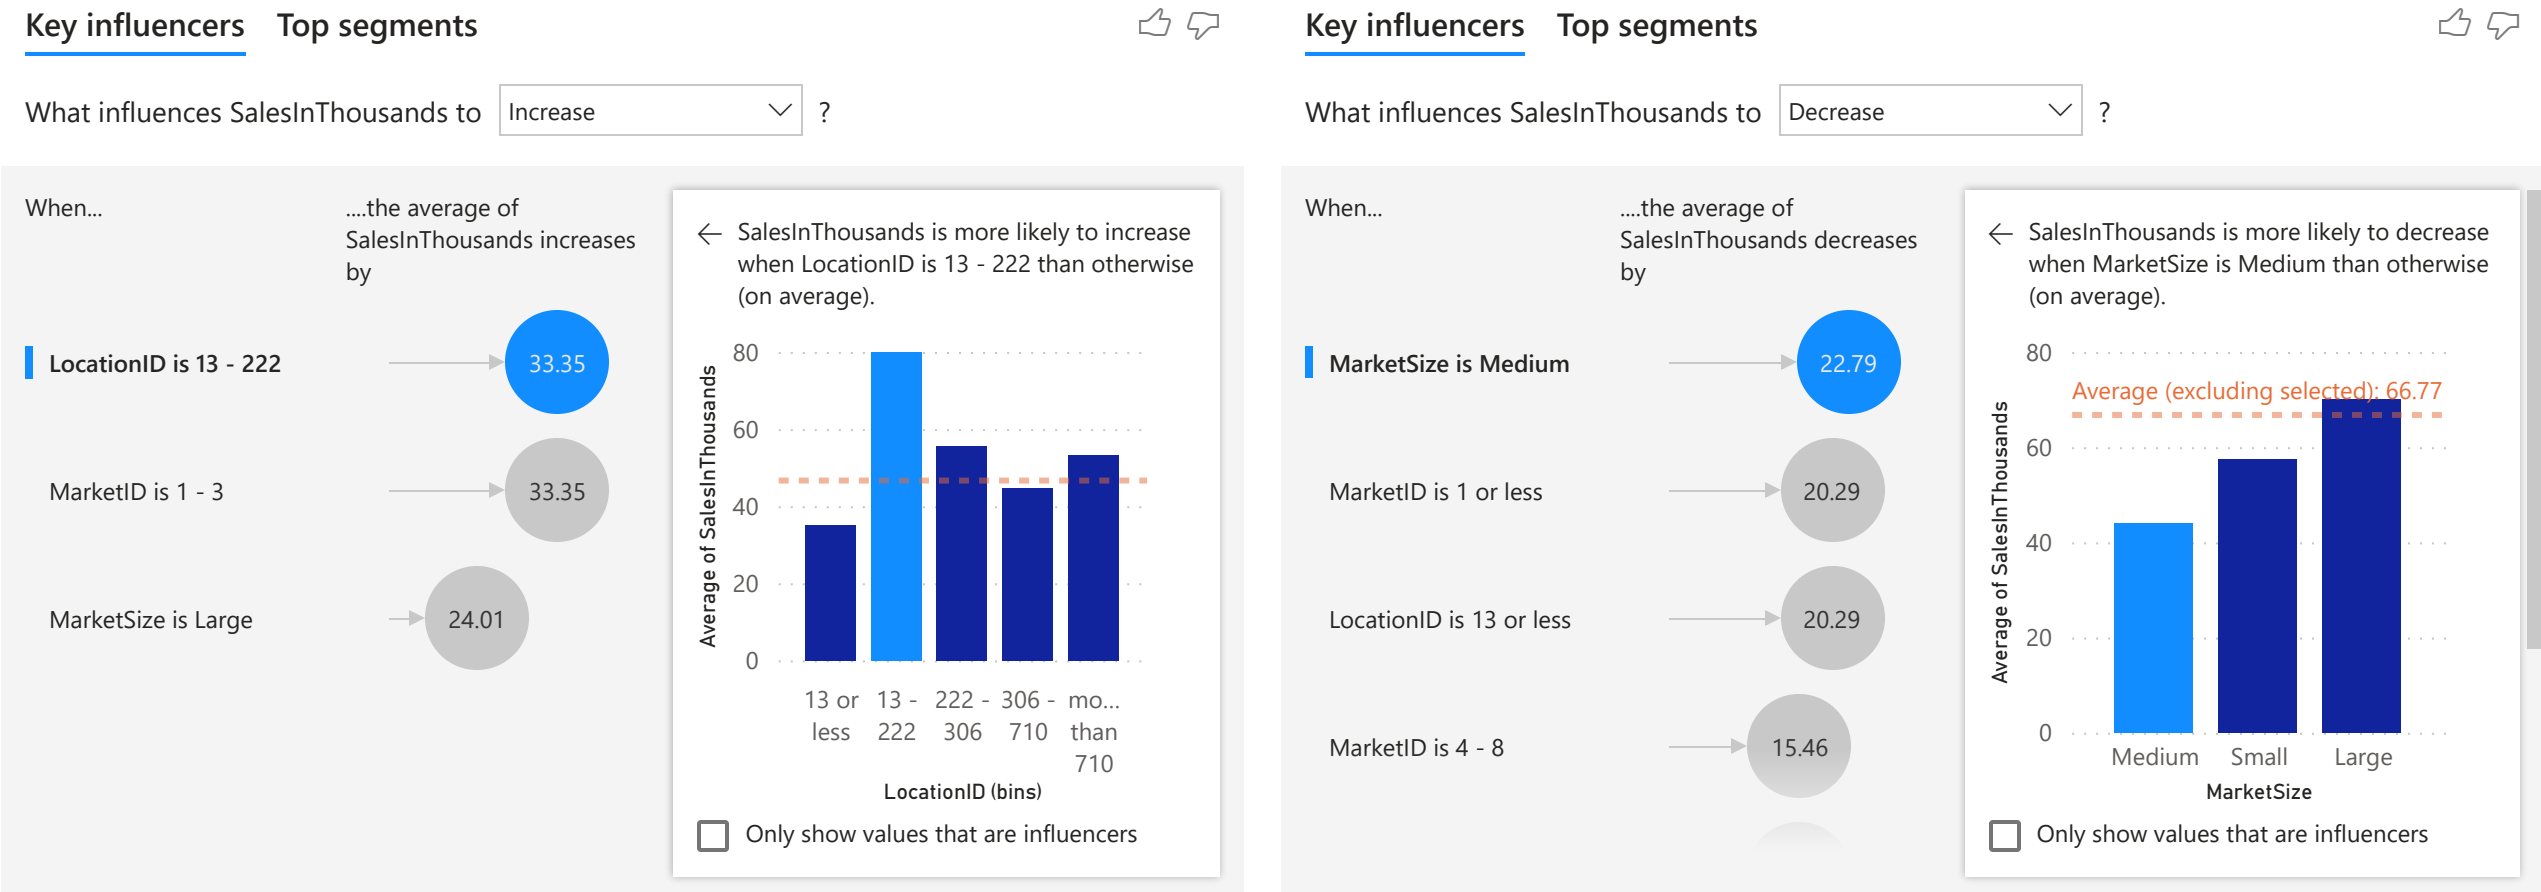 Key influencers Top segments
What influences SalesInThousands to Increase ?
When...
....the average of
SalesInThousands increases
by
LocationID is 13 - 222 33.35
MarketID is 1 - 3 33.35
MarketSize is Large 24.01
SalesInThousands is more likely to increase
when LocationID is 13 - 222 than otherwise
(on average).
Average of SalesInThousands
80
60
40
20
0
13 or less
13 - 222
222 - 306
306 - 710
mo... than 710
LocationID (bins)
Only show values that are influencers
Key influencers Top segments
What influences SalesInThousands to Decrease ?
When...
....the average of
SalesInThousands decreases
by
MarketSize is Medium 22.79
MarketID is 1 or less 20.29
LocationID is 13 or less 20.29
MarketID is 4 - 8 15.46
SalesInThousands is more likely to decrease
when MarketSize is Medium than otherwise
(on average).
Average of SalesInThousands
80
Average (excluding selected): 66.77
60
40
20
0
Medium Small Large
MarketSize
Only show values that are influencers